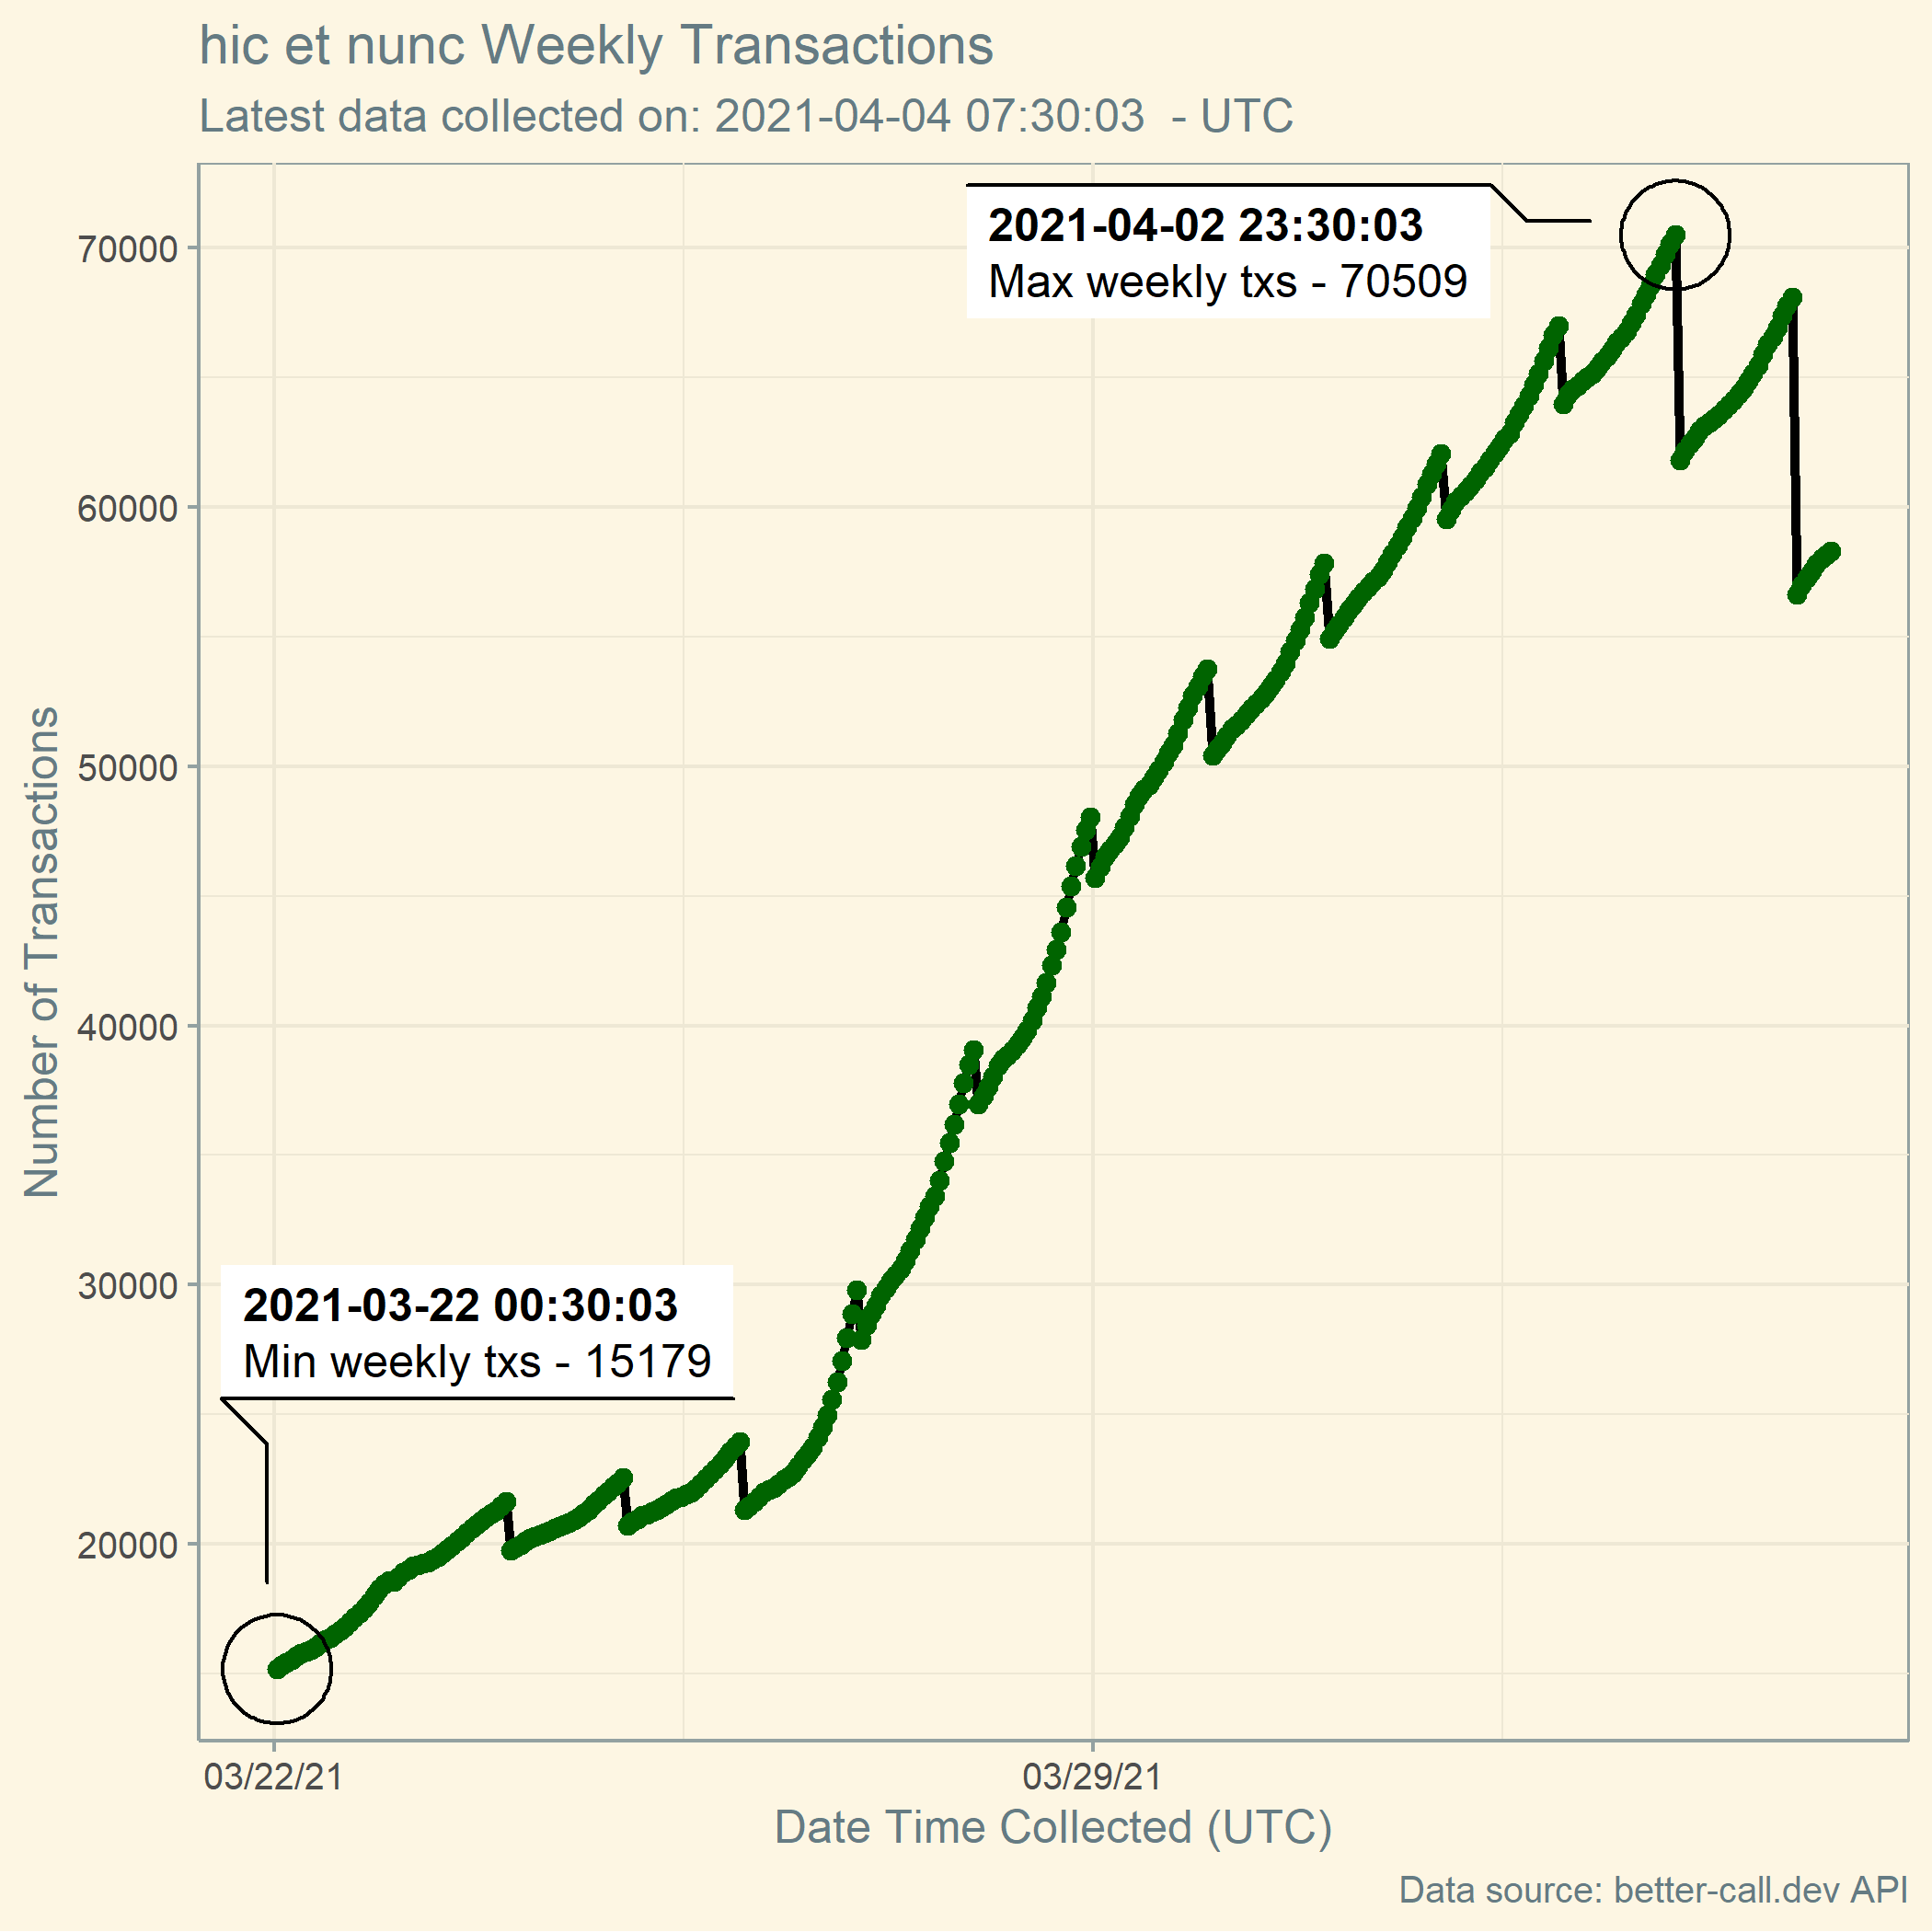 hic et nunc Weekly Transactions
Latest data collected on: 2021-04-04 07:30:03  - UTC
2021-04-02 23:30:03
Max weekly txs - 70509
70000
60000
50000
40000
30000
20000
Number of Transactions
2021-03-22 00:30:03
Min weekly txs - 15179
03/22/21
03/29/21
Date Time Collected (UTC)
Data source: better-call.dev API